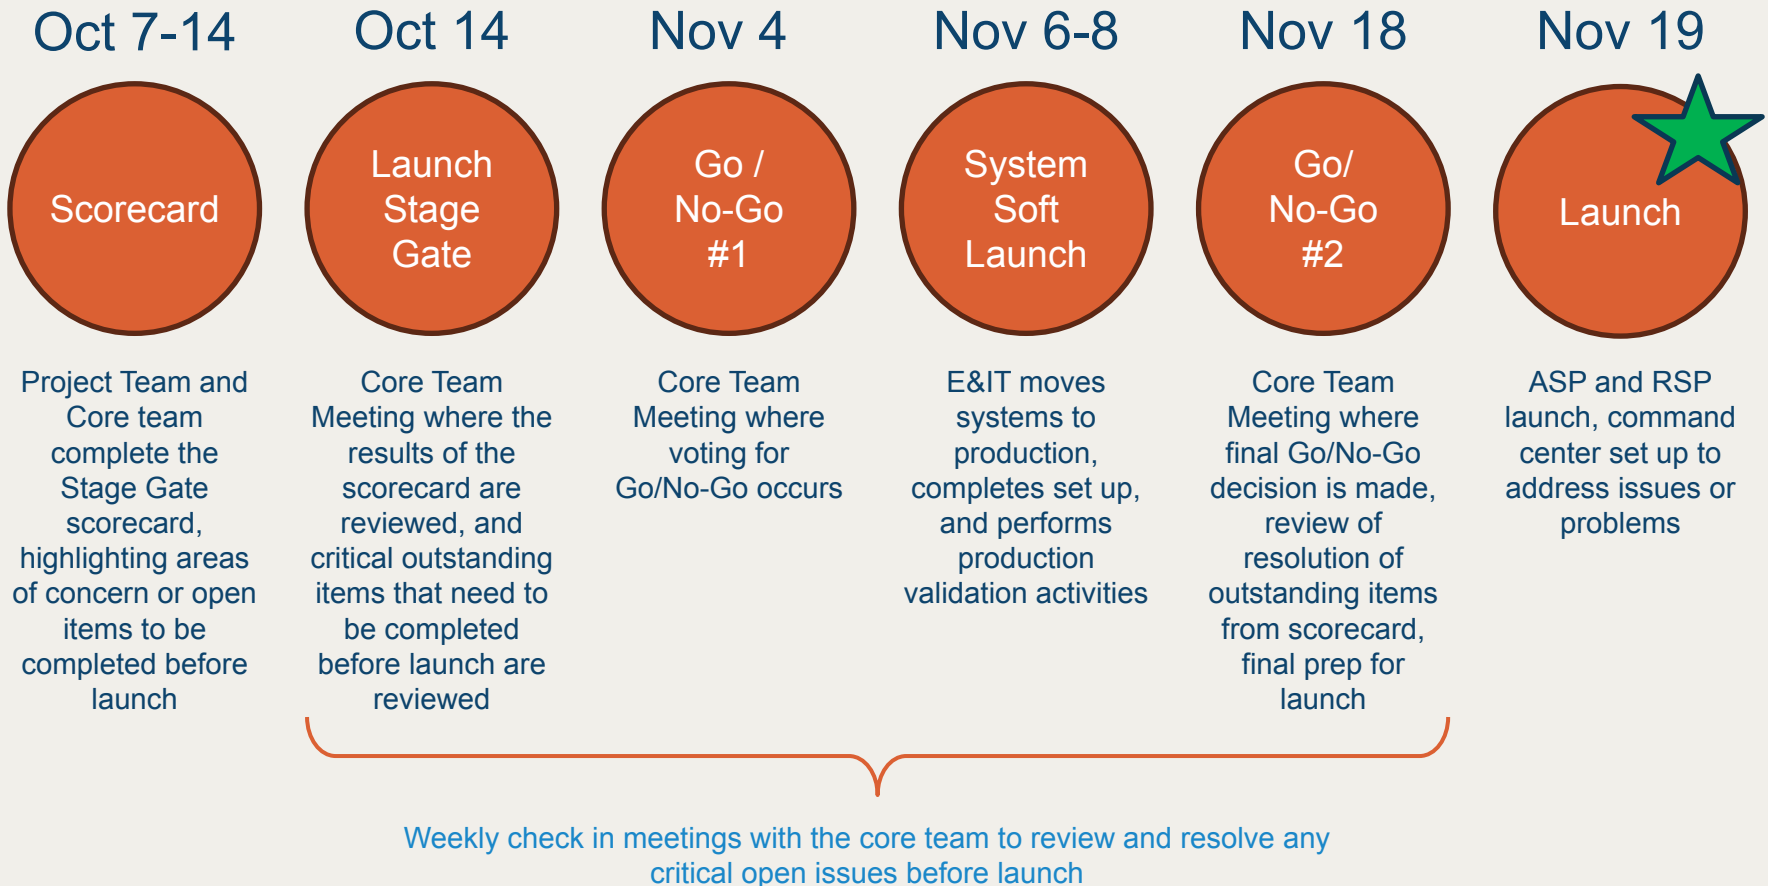 Oct 7-14
Oct 14
Nov 4
Nov 6-8
Nov 18
Nov 19
Scorecard
Launch
Stage
Gate
Go /
No-Go
#1
System
Soft
Launch
Go/
No-Go
#2
Launch
Project Team and
Core team
complete the
Stage Gate
scorecard,
highlighting areas
of concern or open
items to be
completed before
launch
Core Team
Meeting where the
results of the
scorecard are
reviewed, and
critical outstanding
items that need to
be completed
before launch are
reviewed
Core Team
Meeting where
voting for
Go/No-Go occurs
E&IT moves
systems to
production,
completes set up,
and performs
production
validation activities
Core Team
Meeting where
final Go/No-Go
decision is made,
review of
resolution of
outstanding items
from scorecard,
final prep for
launch
ASP and RSP
launch, command
center set up to
address issues or
problems
Weekly check in meetings with the core team to review and resolve any
critical open issues before launch